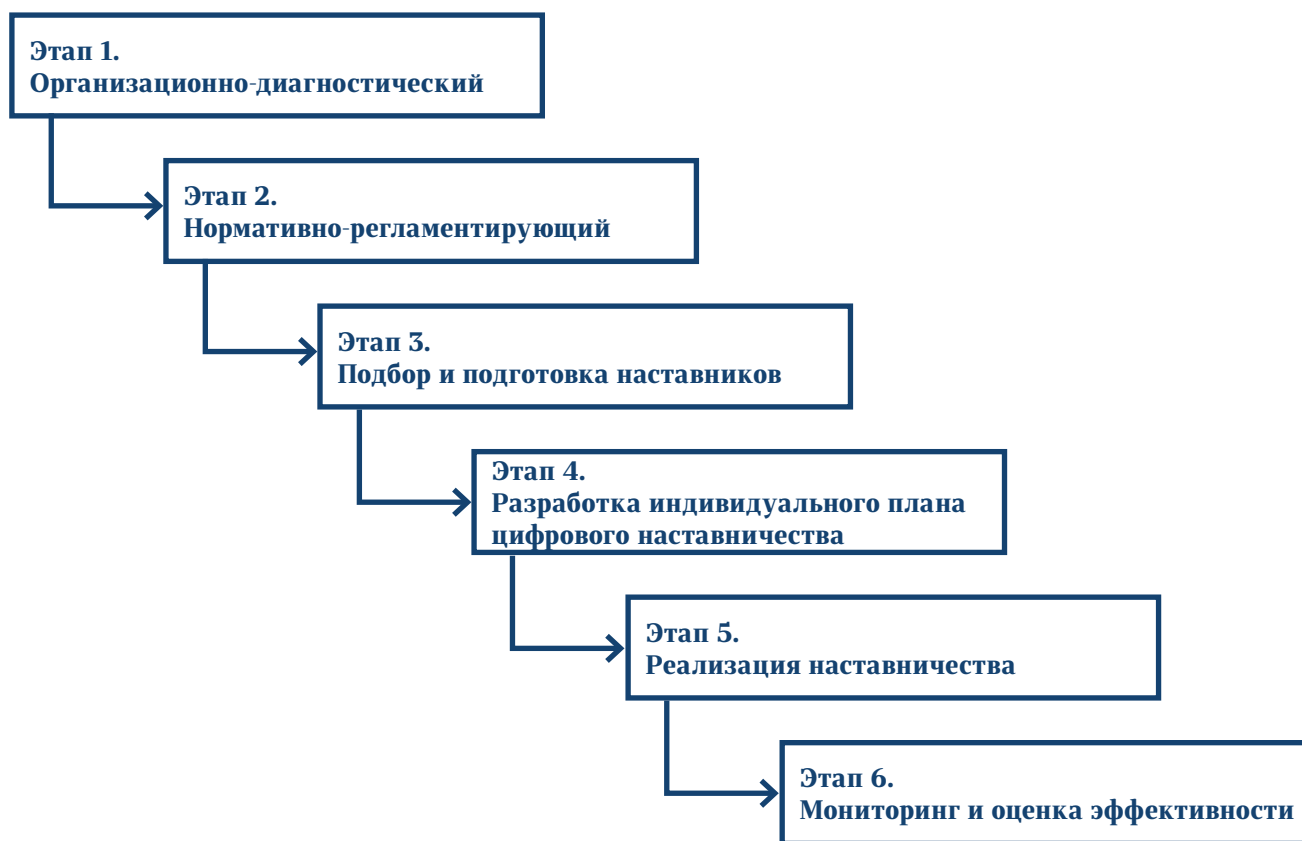 Этап 1.
Организационно-диагностический
Этап 2.
Нормативно-регламентирующий
Этап 3.
Подбор и подготовка наставников
Этап 4.
Разработка индивидуального плана
цифрового наставничества
Этап 5.
Реализация наставничества
Этап 6.
Мониторинг и оценка эффективности